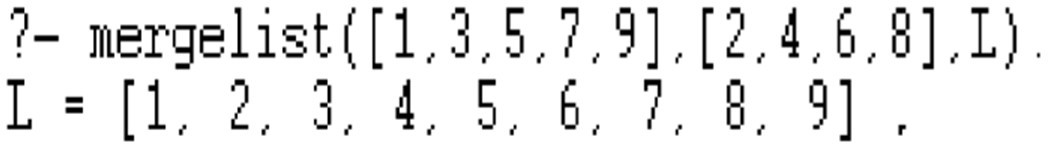 ?- mergelist([1,3,5,7,9],[2,4,6,8],L).
L = [1, 2, 3, 4, 5, 6, 7, 8, 9] .